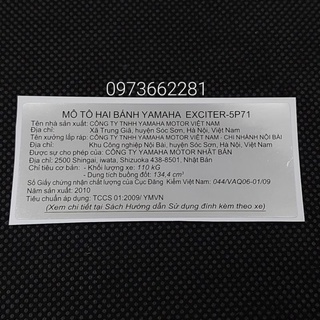 0973662281
MÔ TÔ HAI BÁNH YAMAHA EXCITER-5P71
Tên nhà sản xuất: CÔNG TY TNHH YAMAHA MOTOR VIỆT NAM
Địa chỉ: Xã Trung Giã, huyện Sóc Sơn, Hà Nội, Việt Nam
Tên xưởng lắp ráp: CÔNG TY TNHH YAMAHA MOTOR VIỆT NAM - CHI NHÁNH NỘI BÀI
Địa chỉ: Khu Công nghiệp Nội Bài, huyện Sóc Sơn, Hà Nội, Việt Nam
Được sự cho phép của: CÔNG TY YAMAHA MOTOR NHẬT BẢN
Địa chỉ: 2500 Shingai, iwata, Shizuoka 438-8501, Nhật Bản
Chỉ tiêu cơ bản: - Khối lượng xe: 110 kG
- Dung tích buồng đốt: 134,4 cm³
Số Giấy chứng nhận chất lượng của Cục Đăng Kiểm Việt Nam: 044/VAQ06-01/09
Năm sản xuất: 2010
Tiêu chuẩn áp dụng: TCCS 01:2009/ YMVN
(Xem chi tiết tại Sách Hướng dẫn Sử dụng đính kèm theo xe)